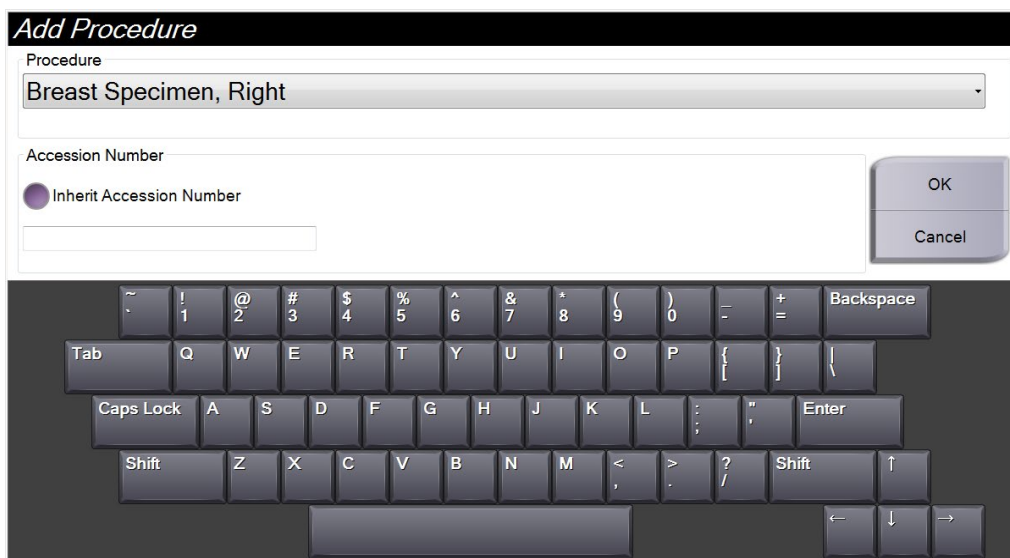 Add Procedure
Procedure
Breast Specimen, Right
Accession Number
Inherit Accession Number
OK
Cancel
~ ! @ # $ % ^ & * ( ) _ + Backspace
` 1 2 3 4 5 6 7 8 9 0 - =
Tab Q W E R T Y U I O P { } |
[ ] \
Caps Lock A S D F G H J K L : " Enter
; '
Shift Z X C V B N M < > ? Shift ↑
, . /
← ↓ →